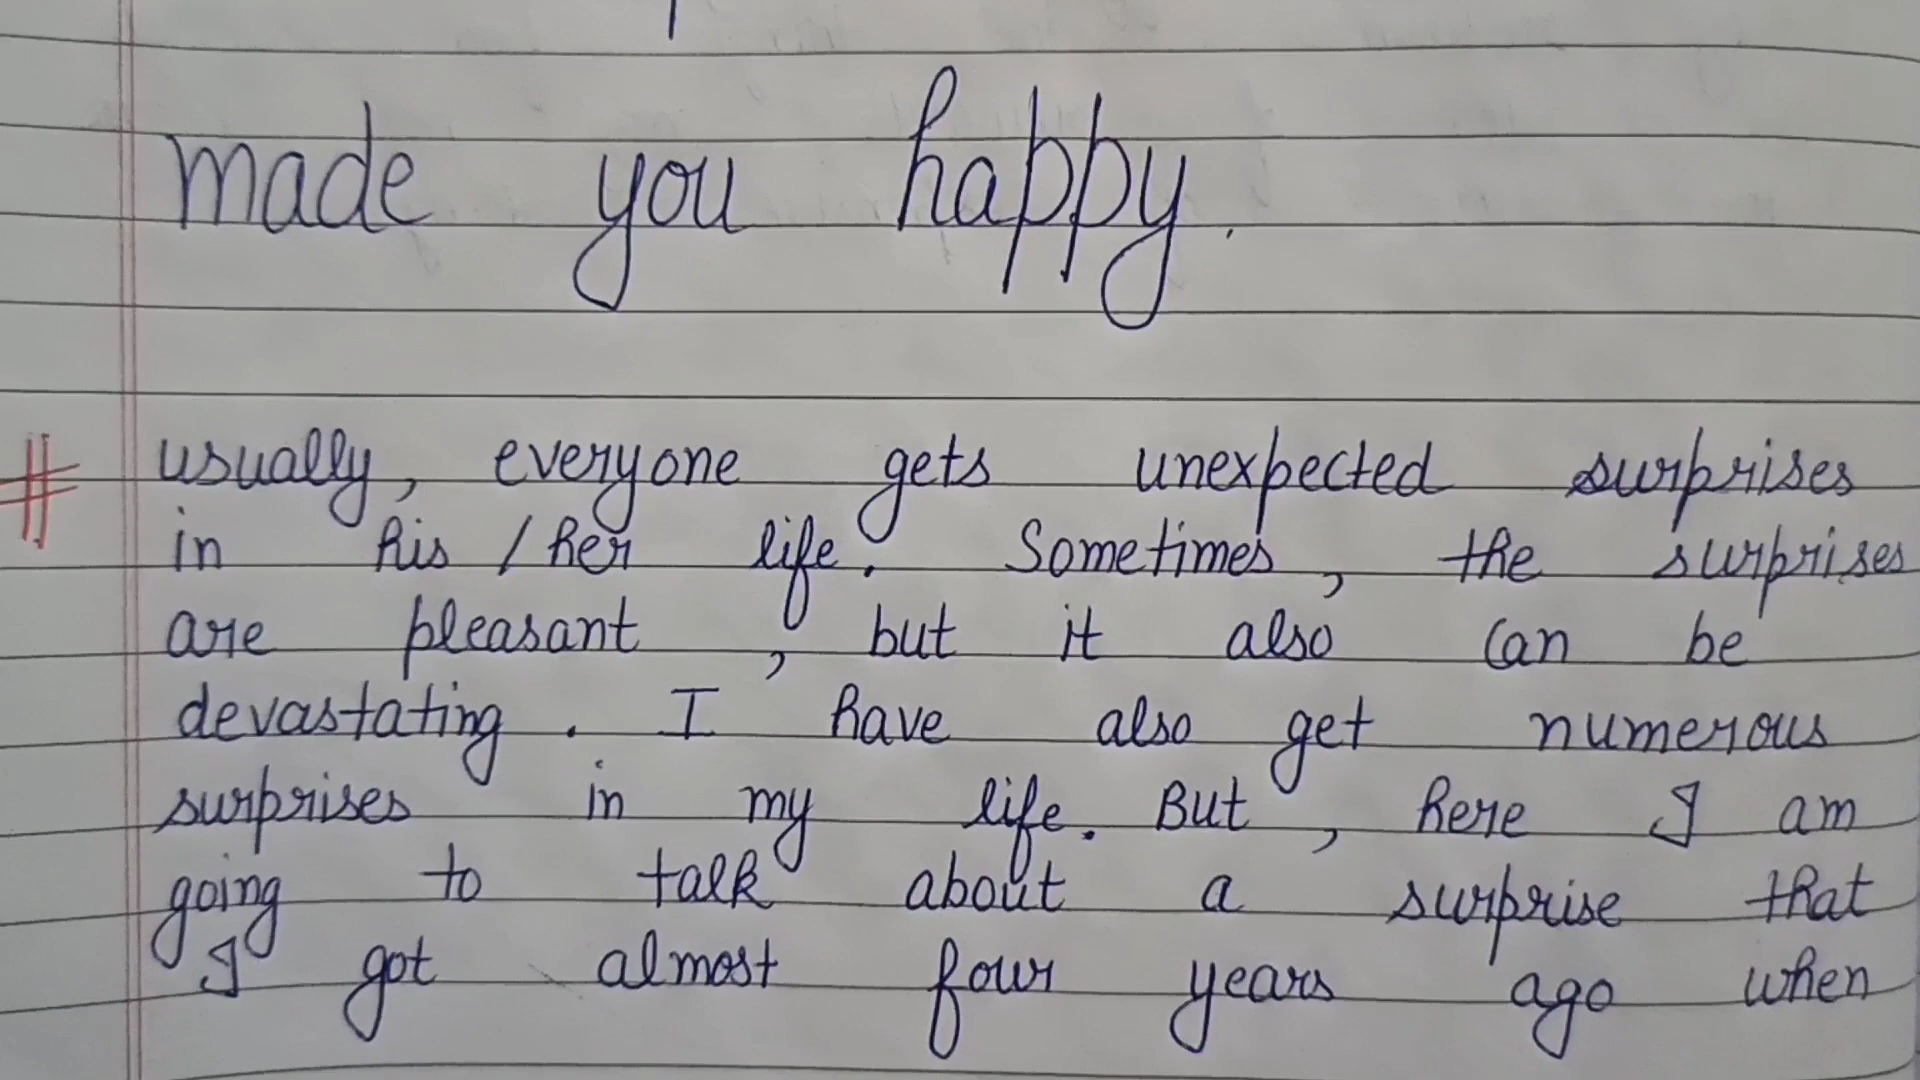 made you happy.
# usually, everyone gets unexpected surprises
in his / her life. Sometimes, the surprises
are pleasant, but it also can be
devastating. I have also get numerous
surprises in my life. But, here I am
going to talk about a surprise that
I got almost four years ago when